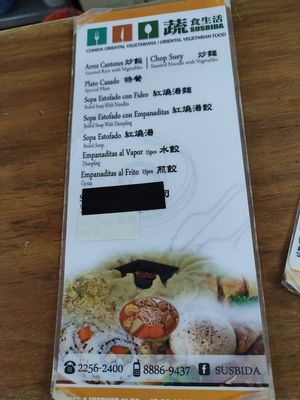 蔬食生活
SUSBIDA
COMIDA ORIENTAL VEGETARIANA / ORIENTAL VEGETARIAN FOOD
Arroz Cantones 炒飯
Sauteed Rice with Vegetables
Chop Suey 炒麵
Sauteed Noodle with Vegetables
Plato Casado 特餐
Special Plate
Sopa Estofado con Fideo 紅燒湯麵
Boiled Soup With Noodles
Sopa Estofado con Empanaditas 紅燒湯餃
Boiled Soup with Dumpling
Sopa Estofado 紅燒湯
Boiled Soup
Empanaditas al Vapor 15pcs 水餃
Dumpling
Empanaditas al Frito 15pcs 煎餃
Gyoza
2256-2400 8886-9437 SUSBIDA